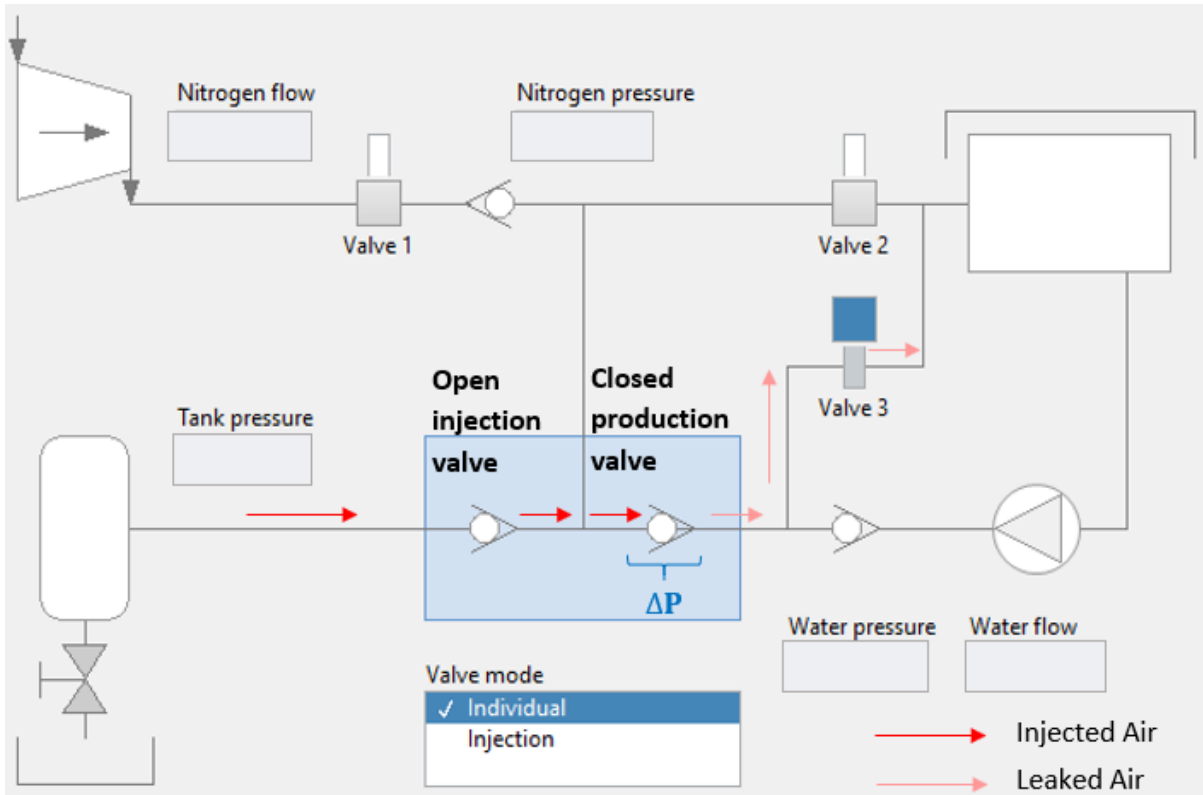 Nitrogen flow
Nitrogen pressure
Valve 1
Valve 2
Open
injection
valve
Closed
production
valve
Valve 3
Tank pressure
ΔP
Water pressure
Water flow
Valve mode
✓ Individual
Injection
Injected Air
Leaked Air